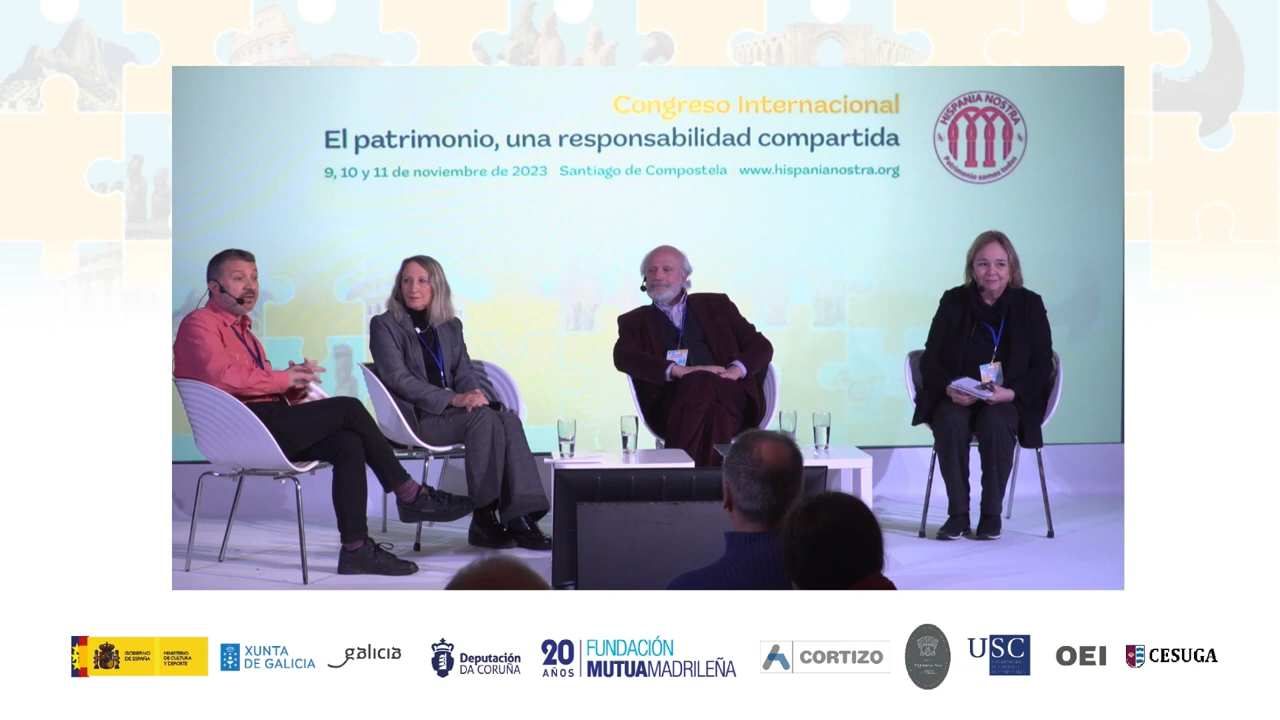 Congreso Internacional
El patrimonio, una responsabilidad compartida
9, 10 y 11 de noviembre de 2023 Santiago de Compostela www.hispanianostra.org
HISPANIA NOSTRA
Patrimonio somos todos
GOBIERNO DE ESPAÑA
MINISTERIO DE CULTURA Y DEPORTE
XUNTA
DE GALICIA
galicia
Deputación
DA CORUÑA
20
AÑOS
FUNDACIÓN
MUTUAMADRILEÑA
CORTIZO
USC
OEI
CESUGA